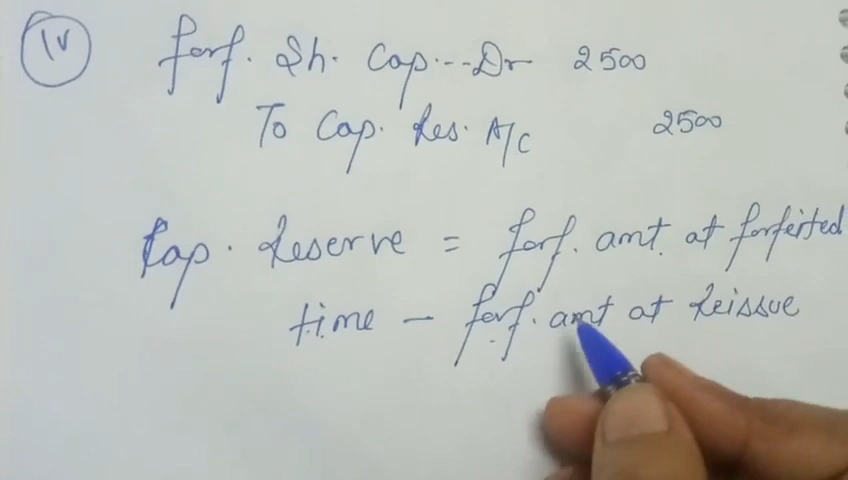 IV
forf. Sh. Cap...Dr 2500
To Cap. Res. A/C 2500
Cap. Reserve = forf. amt. at forfeited
time - forf. amt at Reissue